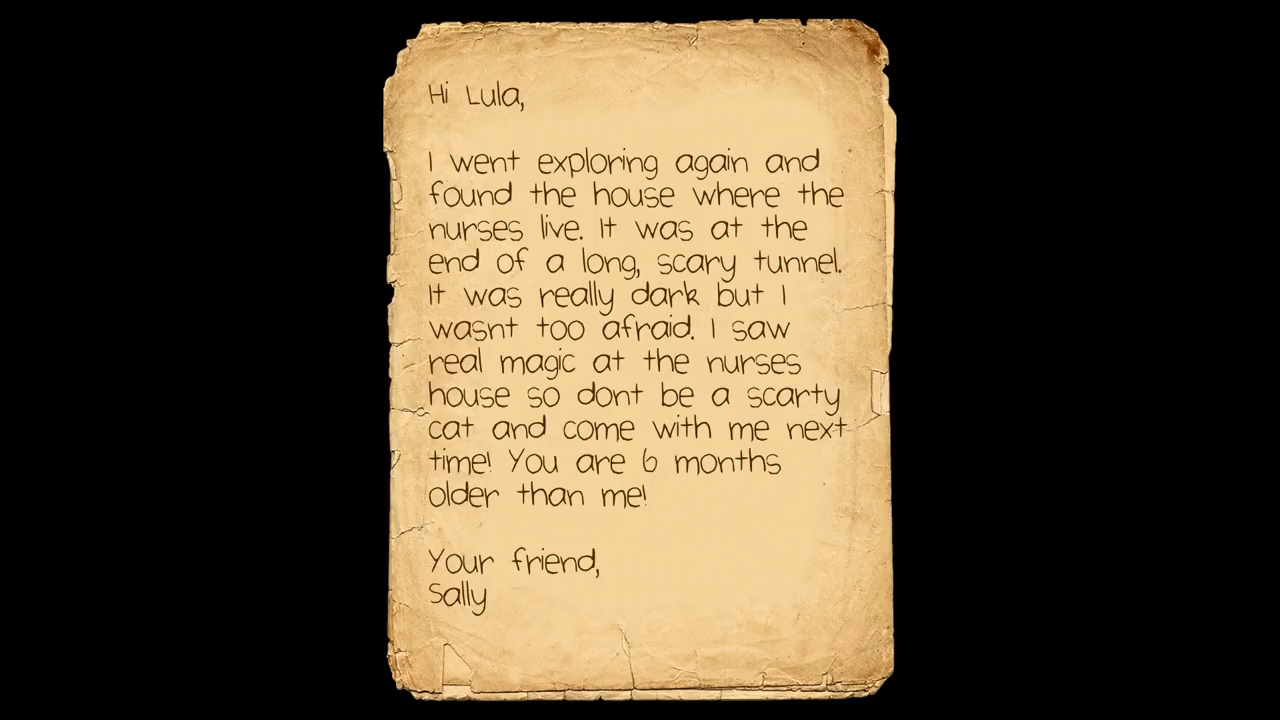 Hi Lula,
I went exploring again and
found the house where the
nurses live. It was at the
end of a long, scary tunnel.
It was really dark but I
wasnt too afraid. I saw
real magic at the nurses
house so dont be a scarty
cat and come with me next
time! You are 6 months
older than me!
Your friend,
Sally